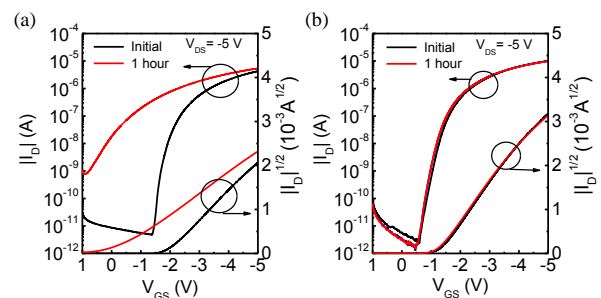 (a)
Initial
1 hour
V_DS= -5 V
10^-4
10^-5
10^-6
10^-7
10^-8
10^-9
10^-10
10^-11
10^-12
|I_D| (A)
5
4
3
2
1
0
|I_D|^1/2 (10^-3 A^1/2)
1 0 -1 -2 -3 -4 -5
V_GS (V)
(b)
Initial
1 hour
V_DS= -5 V
10^-4
10^-5
10^-6
10^-7
10^-8
10^-9
10^-10
10^-11
10^-12
|I_D| (A)
5
4
3
2
1
0
|I_D|^1/2 (10^-3 A^1/2)
1 0 -1 -2 -3 -4 -5
V_GS (V)